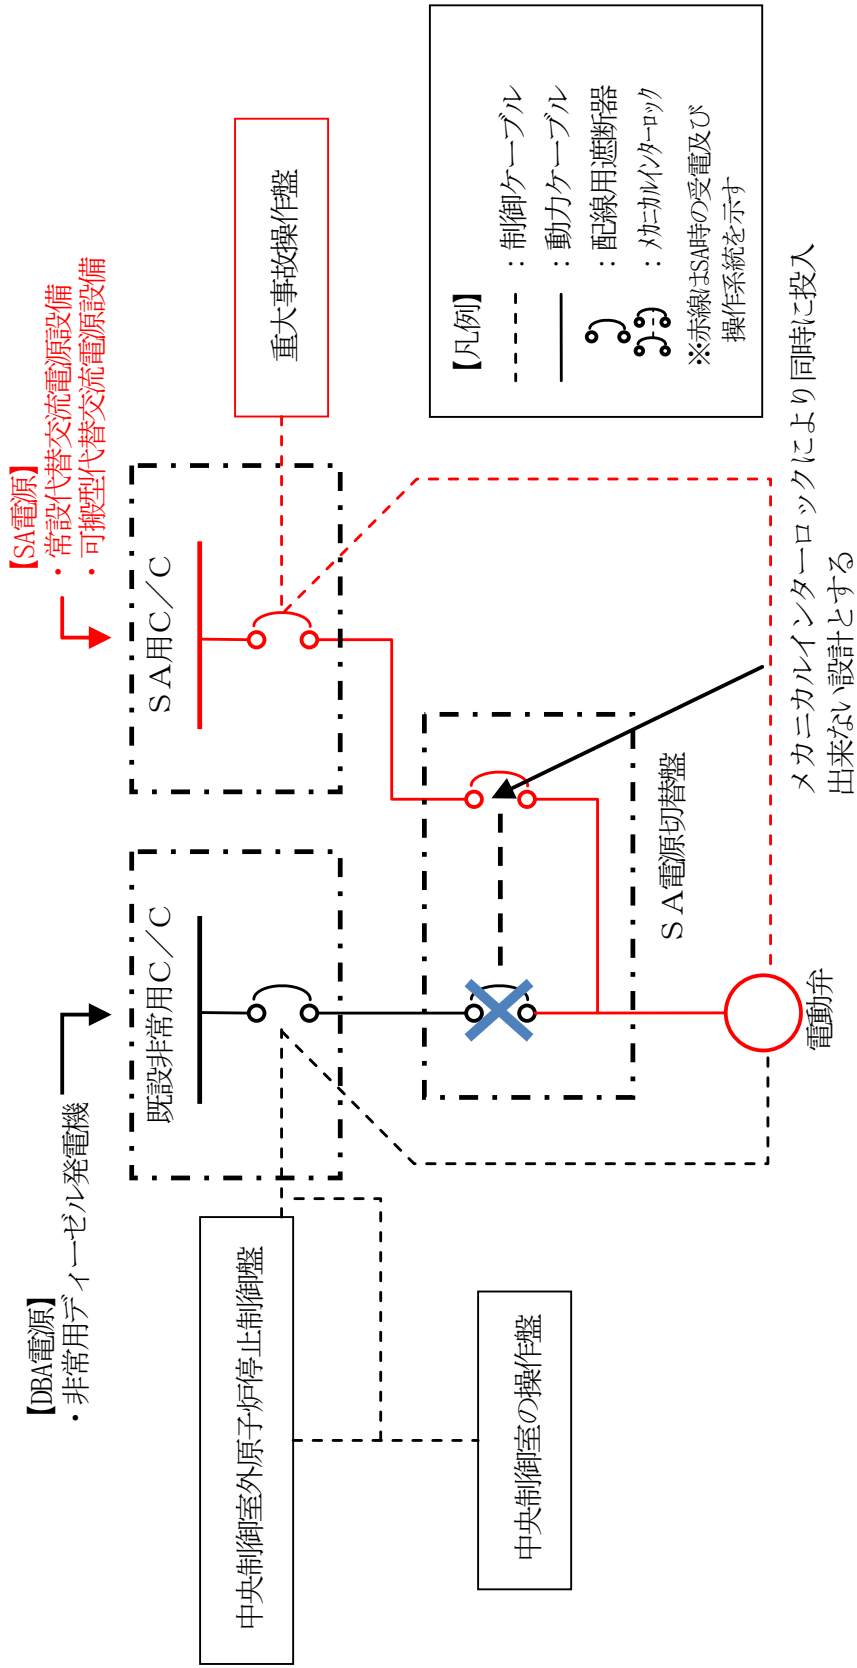 【DBA電源】
・非常用ディーゼル発電機
【SA電源】
・常設代替交流電源設備
・可搬型代替交流電源設備
既設非常用C/C
SA用C/C
中央制御室外原子炉停止制御盤
重大事故操作盤
中央制御室の操作盤
SA電源切替盤
電動弁
メカニカルインターロックにより同時に投入
出来ない設計とする
【凡例】
：制御ケーブル
：動力ケーブル
：配線用遮断器
：ﾒｶﾆｶﾙｲﾝﾀｰﾛｯｸ
※赤線はSA時の受電及び
操作系統を示す